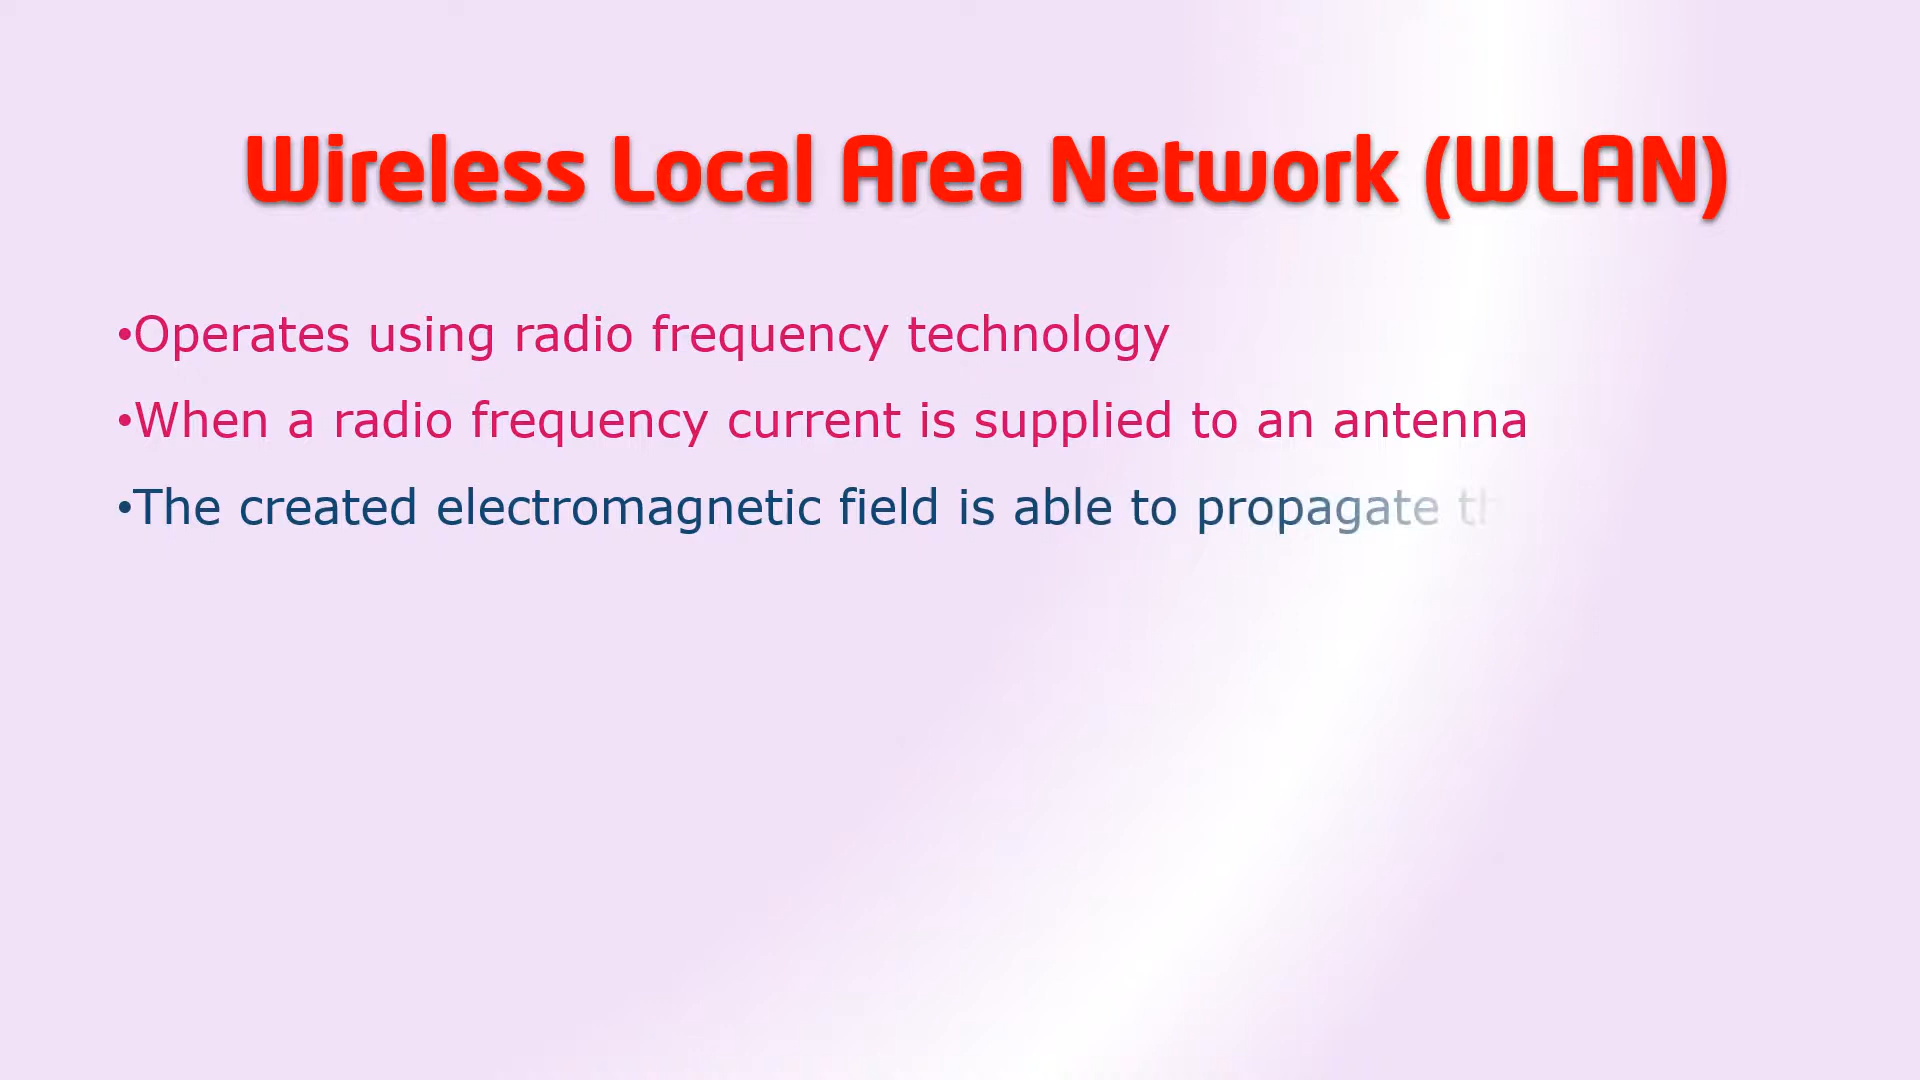 Wireless Local Area Network (WLAN)
•Operates using radio frequency technology
•When a radio frequency current is supplied to an antenna
•The created electromagnetic field is able to propagate